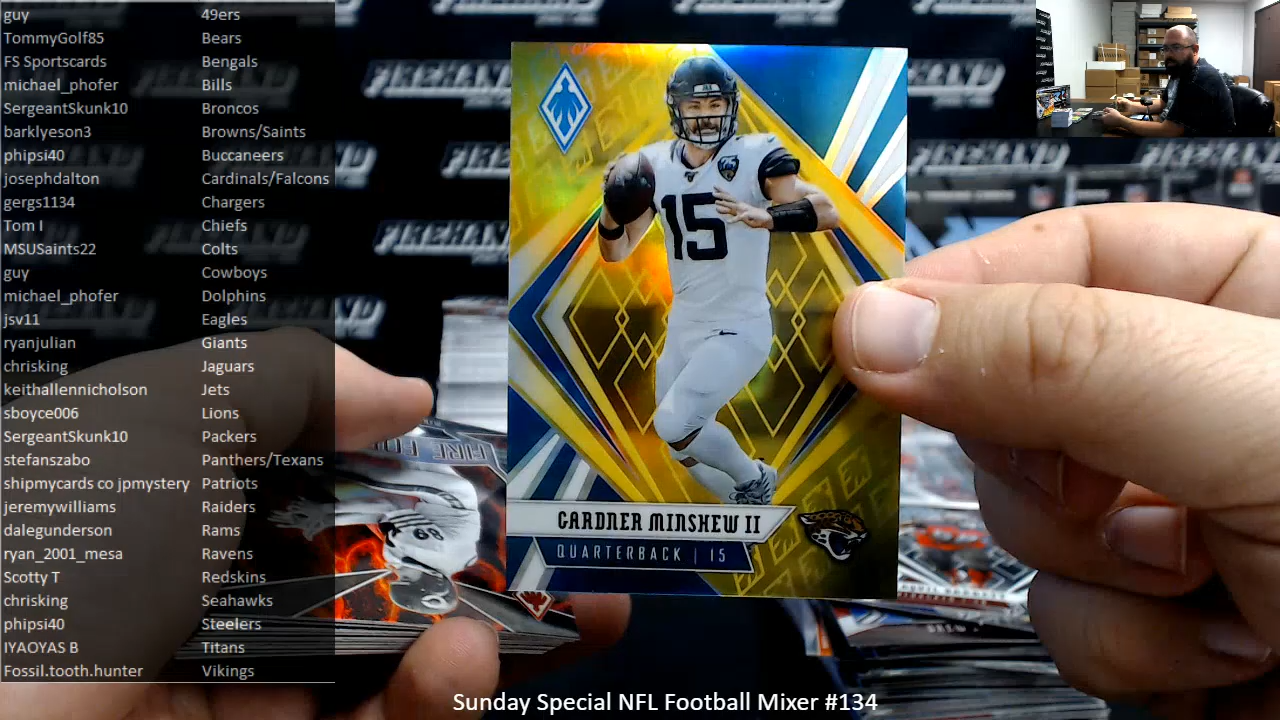 guy 49ers
TommyGolf85 Bears
FS Sportscards Bengals
michael_phofer Bills
SergeantSkunk10 Broncos
barklyeson3 Browns/Saints
phipsi40 Buccaneers
josephdalton Cardinals/Falcons
gergs1134 Chargers
Tom I Chiefs
MSUSaints22 Colts
guy Cowboys
michael_phofer Dolphins
jsv11 Eagles
ryanjulian Giants
chrisking Jaguars
keithallennicholson Jets
sboyce006 Lions
SergeantSkunk10 Packers
stefanszabo Panthers/Texans
shipmycards co jpmystery Patriots
jeremywilliams Raiders
dalegunderson Rams
ryan_2001_mesa Ravens
Scotty T Redskins
chrisking Seahawks
phipsi40 Steelers
IYAOYAS B Titans
Fossil.tooth.hunter Vikings
FIREHAND
15
GARDNER MINSHEW II
QUARTERBACK | 15
Sunday Special NFL Football Mixer #134